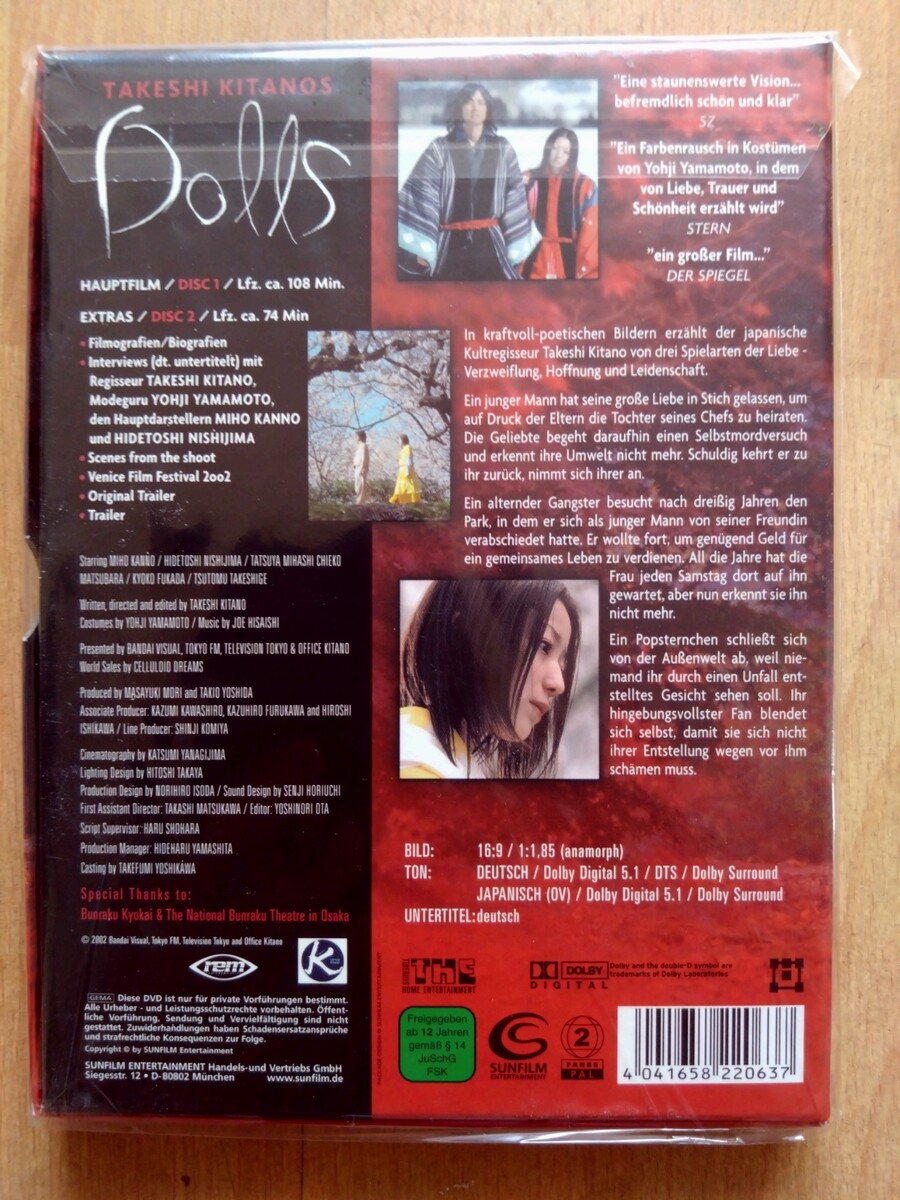 TAKESHI KITANOS
Dolls
HAUPTFILM / DISC 1 / Lfz. ca. 108 Min.
EXTRAS / DISC 2 / Lfz. ca. 74 Min
• Filmografien/Biografien
• Interviews (dt. untertitelt) mit
Regisseur TAKESHI KITANO,
Modeguru YOHJI YAMAMOTO,
den Hauptdarstellern MIHO KANNO
und HIDETOSHI NISHIJIMA
• Scenes from the shoot
• Venice Film Festival 2002
• Original Trailer
• Trailer
Starring MIHO KANNO / HIDETOSHI NISHIJIMA / TATSUYA MIHASHI CHIEKO
MATSUBARA / KYOKO FUKADA / TSUTOMU TAKESHIGE
Written, directed and edited by TAKESHI KITANO
Costumes by YOHJI YAMAMOTO / Music by JOE HISAISHI
Presented by BANDAI VISUAL, TOKYO FM, TELEVISION TOKYO & OFFICE KITANO
World Sales by CELLULOID DREAMS
Produced by MASAYUKI MORI and TAKIO YOSHIDA
Associate Producer: KAZUMI KAWASHIRO, KAZUHIRO FURUKAWA and HIROSHI
ISHIKAWA / Line Producer: SHINJI KOMIYA
Cinematography by KATSUMI YANAGIJIMA
Lighting Design by HITOSHI TAKAYA
Production Design by NORIHIRO ISODA / Sound Design by SENJI HORIUCHI
First Assistant Director: TAKASHI MATSUKAWA / Editor: YOSHINORI OTA
Script Supervisor: HARU SHOHARA
Production Manager: HIDEHARU YAMASHITA
Casting by TAKEFUMI YOSHIKAWA
Special Thanks to:
Bunraku Kyokai & The National Bunraku Theatre in Osaka
© 2002 Bandai Visual, Tokyo FM, Television Tokyo and Office Kitano
rem
K
GEMA Diese DVD ist nur für private Vorführungen bestimmt.
Alle Urheber - und Leistungsschutzrechte vorbehalten. Öffent-
liche Vorführung, Sendung und Vervielfältigung sind nicht
gestattet. Zuwiderhandlungen haben Schadensersatzansprüche
und strafrechtliche Konsequenzen zur Folge.
Copyright © by SUNFILM Entertainment
SUNFILM ENTERTAINMENT Handels-und Vertriebs GmbH
Siegesstr. 12 • D-80802 München www.sunfilm.de
"Eine staunenswerte Vision...
befremdlich schön und klar"
SZ
"Ein Farbenrausch in Kostümen
von Yohji Yamamoto, in dem
von Liebe, Trauer und
Schönheit erzählt wird"
STERN
"ein großer Film..."
DER SPIEGEL
In kraftvoll-poetischen Bildern erzählt der japanische
Kultregisseur Takeshi Kitano von drei Spielarten der Liebe -
Verzweiflung, Hoffnung und Leidenschaft.
Ein junger Mann hat seine große Liebe in Stich gelassen, um
auf Druck der Eltern die Tochter seines Chefs zu heiraten.
Die Geliebte begeht daraufhin einen Selbstmordversuch
und erkennt ihre Umwelt nicht mehr. Schuldig kehrt er zu
ihr zurück, nimmt sich ihrer an.
Ein alternder Gangster besucht nach dreißig Jahren den
Park, in dem er sich als junger Mann von seiner Freundin
verabschiedet hatte. Er wollte fort, um genügend Geld für
ein gemeinsames Leben zu verdienen. All die Jahre hat die
Frau jeden Samstag dort auf ihn
gewartet, aber nun erkennt sie ihn
nicht mehr.
Ein Popsternchen schließt sich
von der Außenwelt ab, weil nie-
mand ihr durch einen Unfall ent-
stelltes Gesicht sehen soll. Ihr
hingebungsvollster Fan blendet
sich selbst, damit sie sich nicht
ihrer Entstellung wegen vor ihm
schämen muss.
BILD: 16:9 / 1:1,85 (anamorph)
TON: DEUTSCH / Dolby Digital 5.1 / DTS / Dolby Surround
JAPANISCH (OV) / Dolby Digital 5.1 / Dolby Surround
UNTERTITEL: deutsch
THE
HOME ENTERTAINMENT
DOLBY
DIGITAL
Dolby and the double-D symbol are
trademarks of Dolby Laboratories
Freigegeben
ab 12 Jahren
gemäß § 14
JuSchG
FSK
SUNFILM
ENTERTAINMENT
2
FARBE
PAL
4 041658 220637